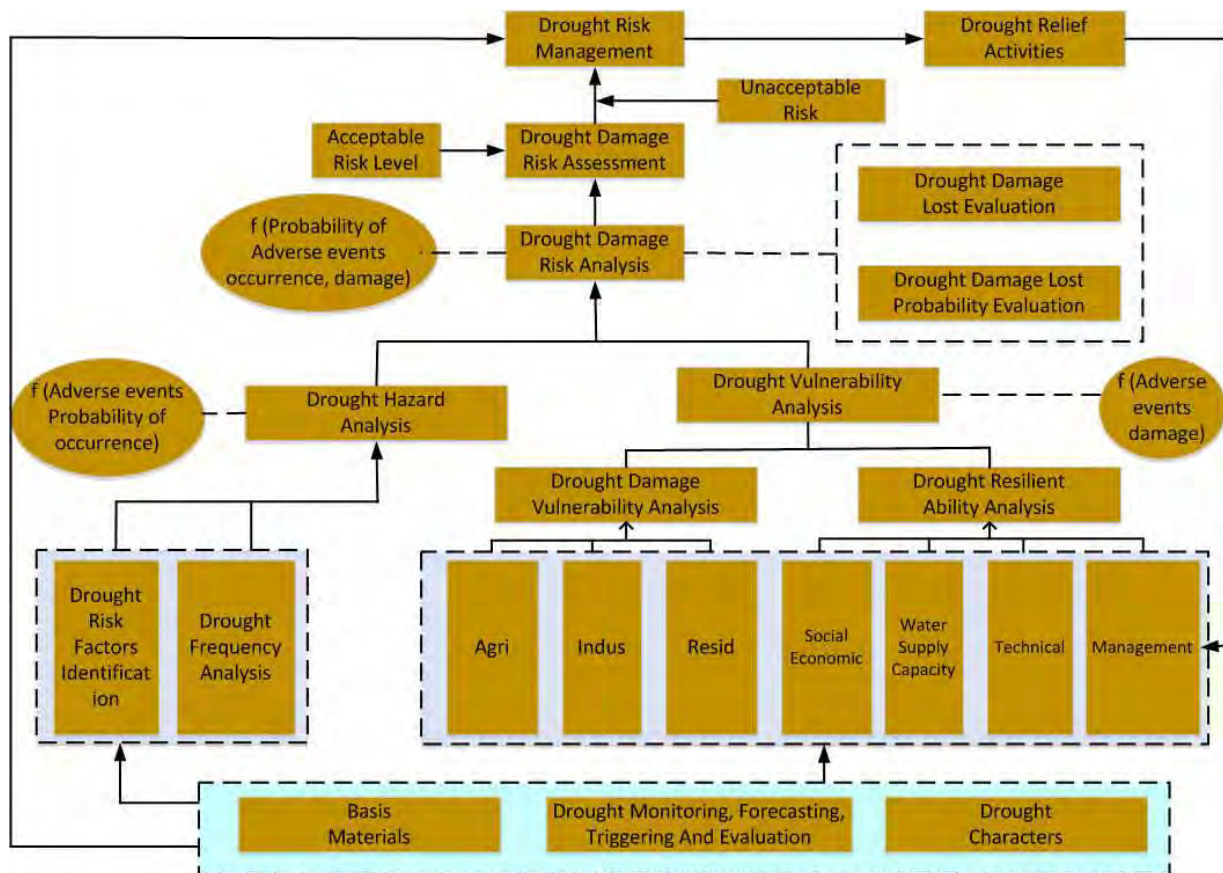 Drought Risk
Management
Drought Relief
Activities
Unacceptable
Risk
Acceptable
Risk Level
Drought Damage
Risk Assessment
Drought Damage
Lost Evaluation
f (Probability of
Adverse events
occurrence, damage)
Drought Damage
Risk Analysis
Drought Damage Lost
Probability Evaluation
f (Adverse events
Probability of
occurrence)
Drought Hazard
Analysis
Drought Vulnerability
Analysis
f (Adverse
events
damage)
Drought Damage
Vulnerability Analysis
Drought Resilient
Ability Analysis
Drought
Risk
Factors
Identificat
ion
Drought
Frequency
Analysis
Agri
Indus
Resid
Social
Economic
Water
Supply
Capacity
Technical
Management
Basis
Materials
Drought Monitoring, Forecasting,
Triggering And Evaluation
Drought
Characters